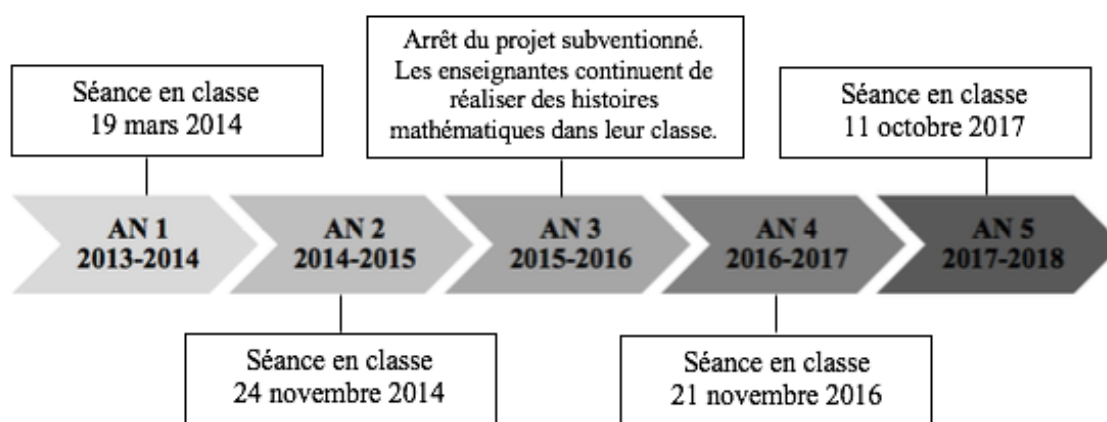 Arrêt du projet subventionné.
Les enseignantes continuent de
réaliser des histoires
mathématiques dans leur classe.
Séance en classe
19 mars 2014
Séance en classe
11 octobre 2017
AN 1
2013-2014
AN 2
2014-2015
AN 3
2015-2016
AN 4
2016-2017
AN 5
2017-2018
Séance en classe
24 novembre 2014
Séance en classe
21 novembre 2016